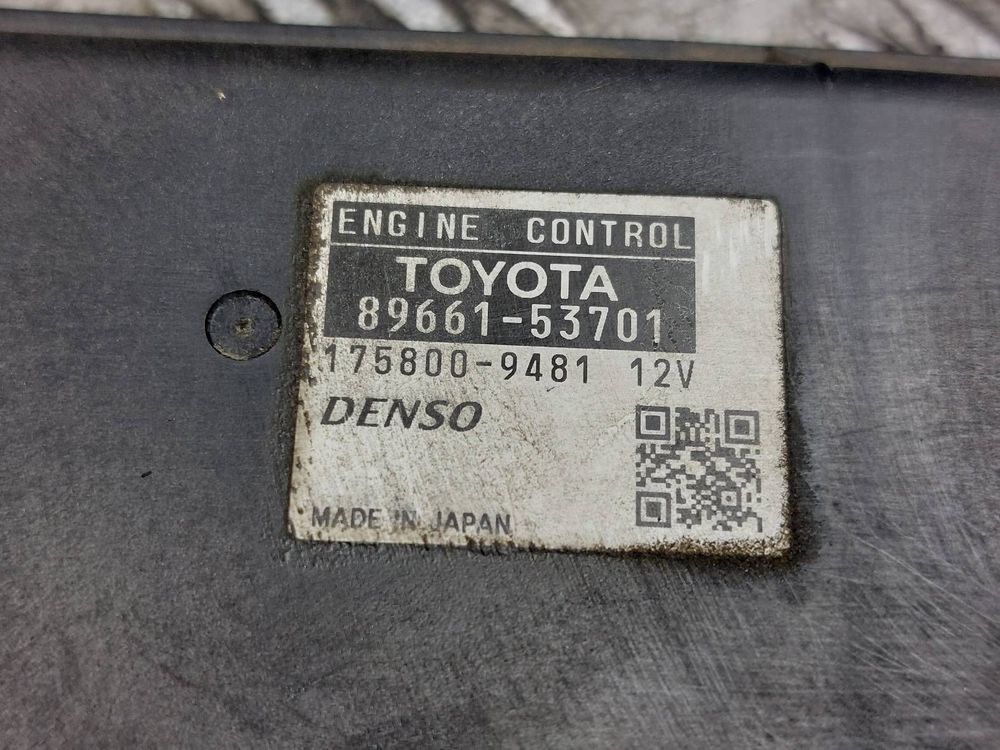 ENGINE CONTROL
TOYOTA
89661-53701
175800-9481 12V
DENSO
MADE IN JAPAN